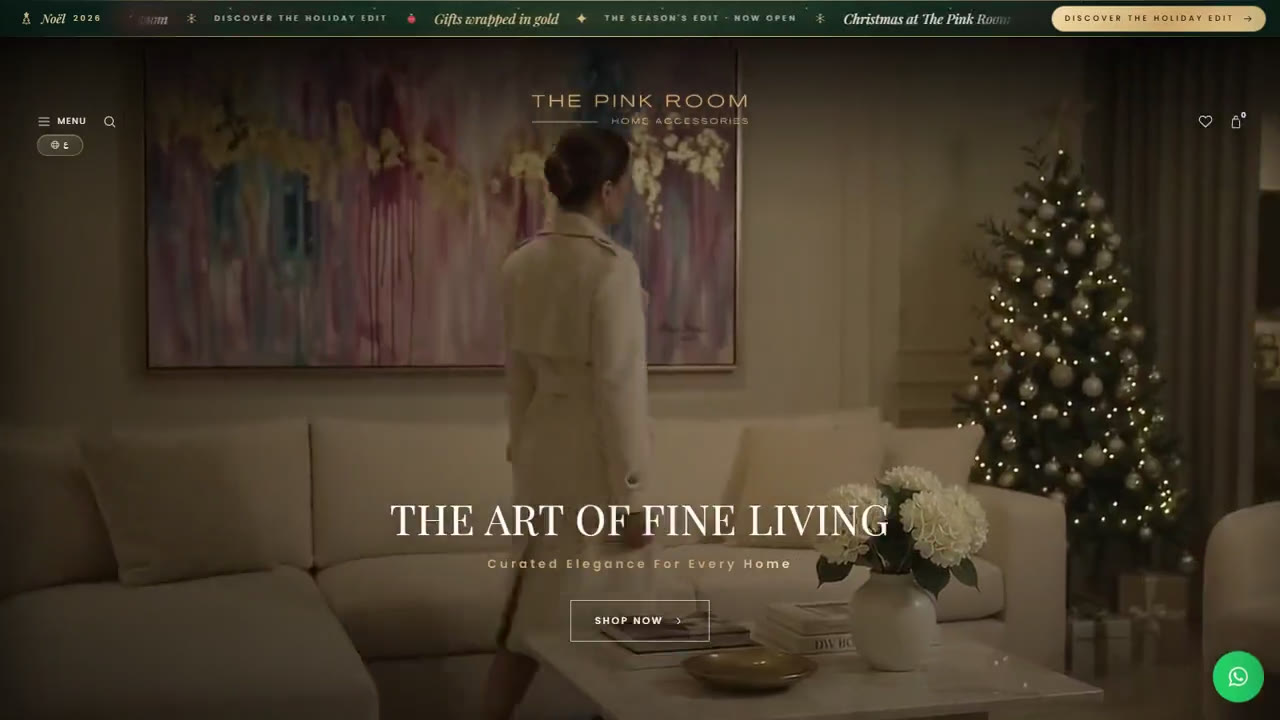 Noël 2026
DISCOVER THE HOLIDAY EDIT
Gifts wrapped in gold
THE SEASON'S EDIT · NOW OPEN
Christmas at The Pink Room
DISCOVER THE HOLIDAY EDIT →
THE PINK ROOM
HOME ACCESSORIES
MENU
0
ع
THE ART OF FINE LIVING
Curated Elegance For Every Home
SHOP NOW